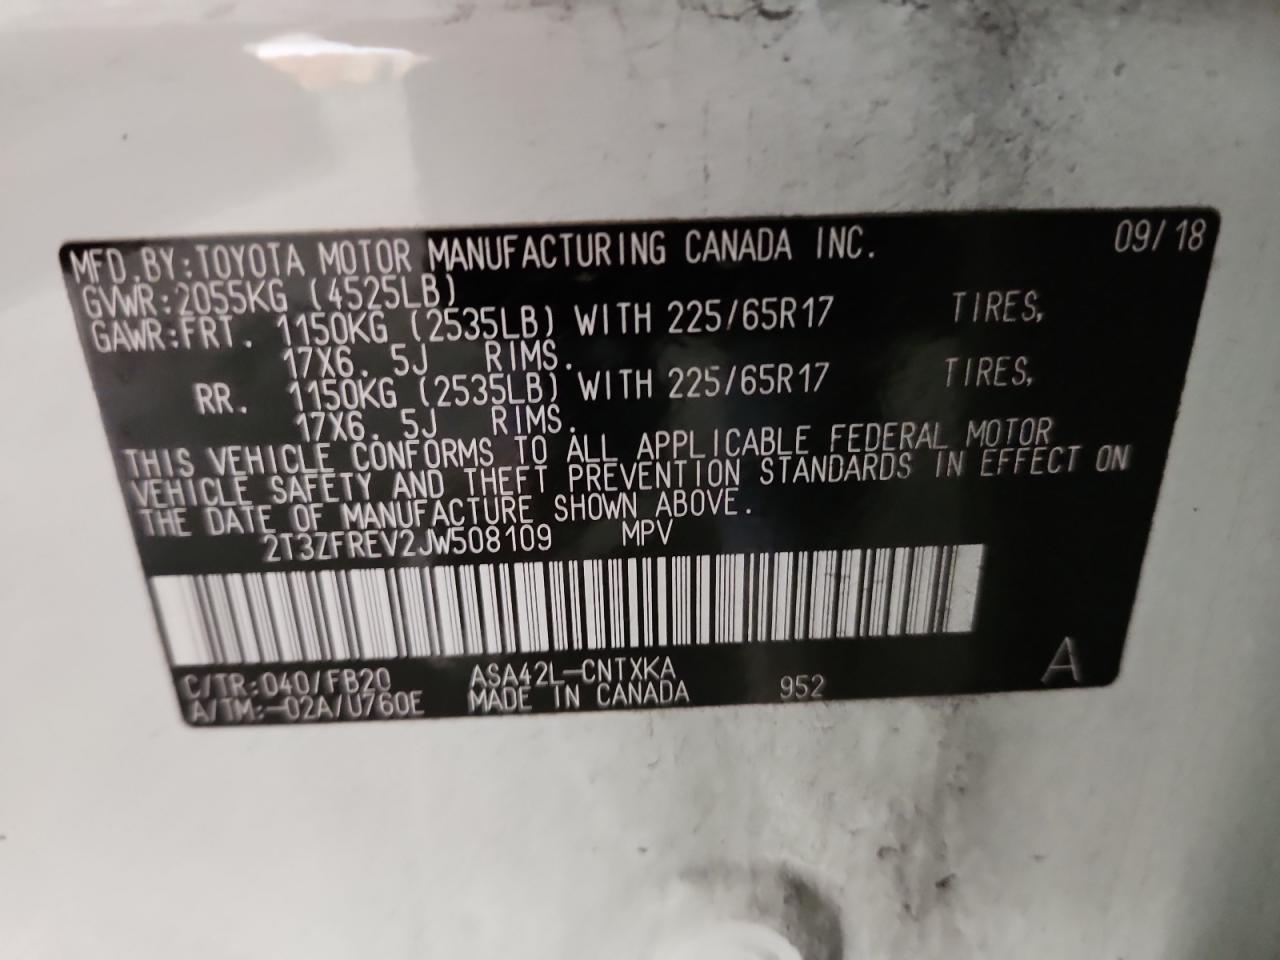 MFD.BY:TOYOTA MOTOR MANUFACTURING CANADA INC. 09/18
GVWR:2055KG (4525LB)
GAWR:FRT. 1150KG (2535LB) WITH 225/65R17 TIRES,
17X6.5J RIMS.
RR. 1150KG (2535LB) WITH 225/65R17 TIRES,
17X6.5J RIMS.
THIS VEHICLE CONFORMS TO ALL APPLICABLE FEDERAL MOTOR
VEHICLE SAFETY AND THEFT PREVENTION STANDARDS IN EFFECT ON
THE DATE OF MANUFACTURE SHOWN ABOVE.
2T3ZFREV2JW508109 MPV
C/TR:040/FB20 ASA42L-CNTXKA
A/TM:-02A/U760E MADE IN CANADA 952 A